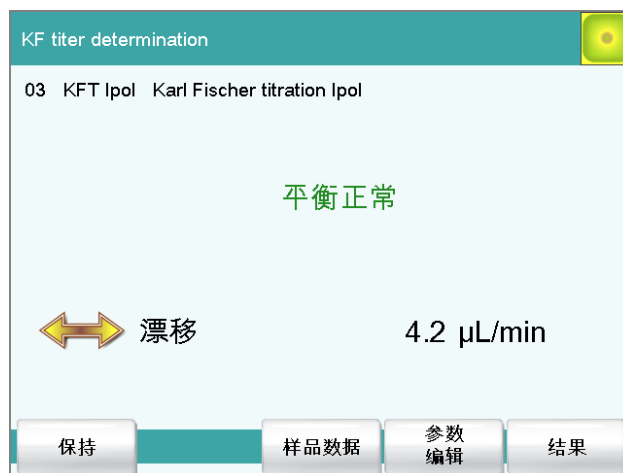 KF titer determination
03 KFT Ipol Karl Fischer titration Ipol
平衡正常
漂移 4.2 µL/min
保持 样品数据 参数编辑 结果